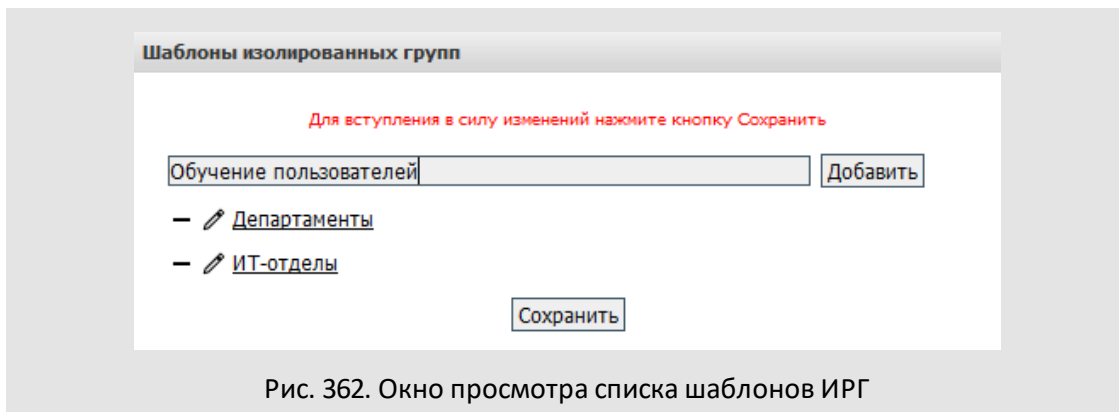 Шаблоны изолированных групп
Для вступления в силу изменений нажмите кнопку Сохранить
Обучение пользователей Добавить
Департаменты
ИТ-отделы
Сохранить
Рис. 362. Окно просмотра списка шаблонов ИРГ